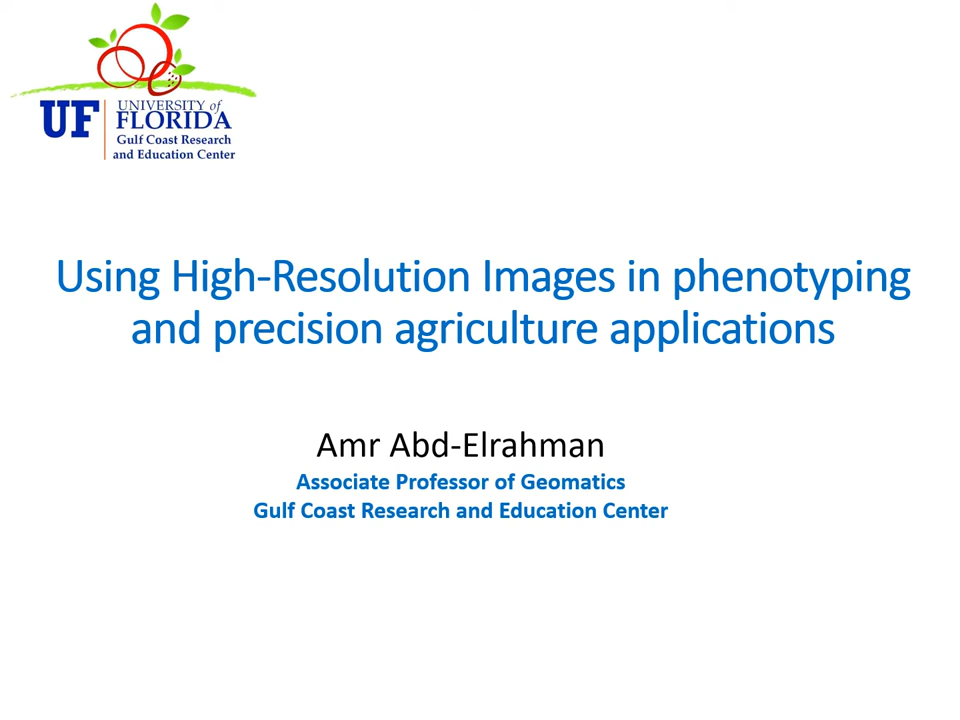 UF
UNIVERSITY of
FLORIDA
Gulf Coast Research
and Education Center
Using High-Resolution Images in phenotyping
and precision agriculture applications
Amr Abd-Elrahman
Associate Professor of Geomatics
Gulf Coast Research and Education Center